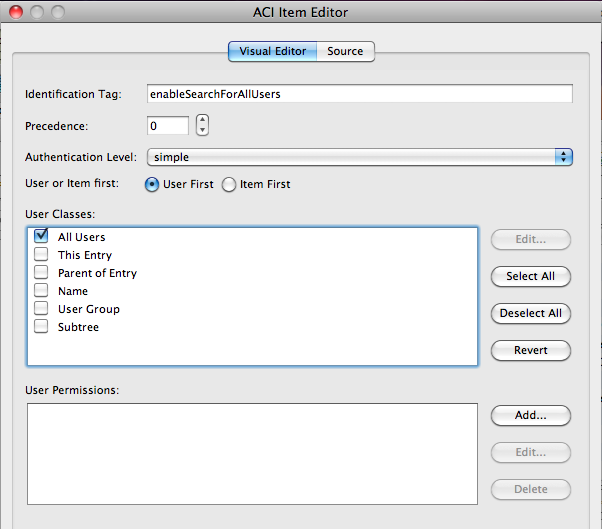 ACI Item Editor
Visual Editor Source
Identification Tag: enableSearchForAllUsers
Precedence: 0
Authentication Level: simple
User or Item first: User First Item First
User Classes:
All Users
Edit...
This Entry
Parent of Entry
Select All
Name
User Group
Deselect All
Subtree
Revert
User Permissions:
Add...
Edit...
Delete